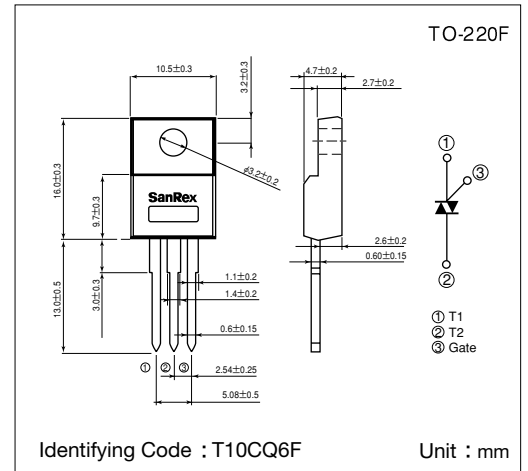 TO-220F
10.5±0.3
3.2±0.3
4.7±0.2
2.7±0.2
16.0±0.3
9.7±0.3
φ3.2±0.2
SanRex
13.0±0.5
3.0±0.3
1.1±0.2
1.4±0.2
0.6±0.15
2.54±0.25
5.08±0.5
① ② ③
2.6±0.2
0.60±0.15
①
③
②
① T1
② T2
③ Gate
Identifying Code：T10CQ6F
Unit：mm